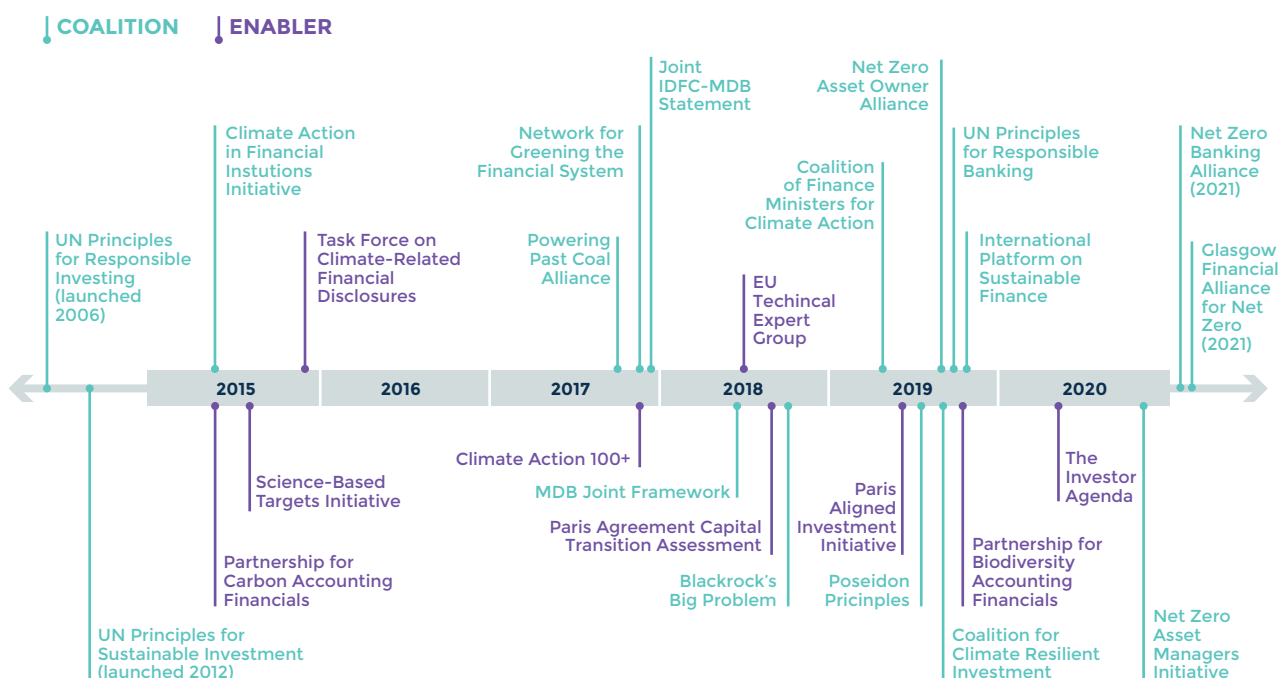 COALITION
ENABLER
Joint
IDFC-MDB
Statement
Net Zero
Asset Owner
Alliance
Climate Action
in Financial
Instutions
Initiative
Network for
Greening the
Financial System
UN Principles
for Responsible
Banking
Net Zero
Banking
Alliance
(2021)
Coalition
of Finance
Ministers for
Climate Action
UN Principles
for Responsible
Investing
(launched
2006)
Task Force on
Climate-Related
Financial
Disclosures
Powering
Past Coal
Alliance
International
Platform on
Sustainable
Finance
Glasgow
Financial
Alliance
for Net
Zero
(2021)
EU
Techincal
Expert
Group
2015
2016
2017
2018
2019
2020
Climate Action 100+
The
Investor
Agenda
Science-Based
Targets Initiative
MDB Joint Framework
Paris
Aligned
Investment
Initiative
Paris Agreement Capital
Transition Assessment
Partnership for
Biodiversity
Accounting
Financials
Partnership for
Carbon Accounting
Financials
Blackrock's
Big Problem
Poseidon
Pricinples
Net Zero
Asset
Managers
Initiative
UN Principles for
Sustainable Investment
(launched 2012)
Coalition for
Climate Resilient
Investment